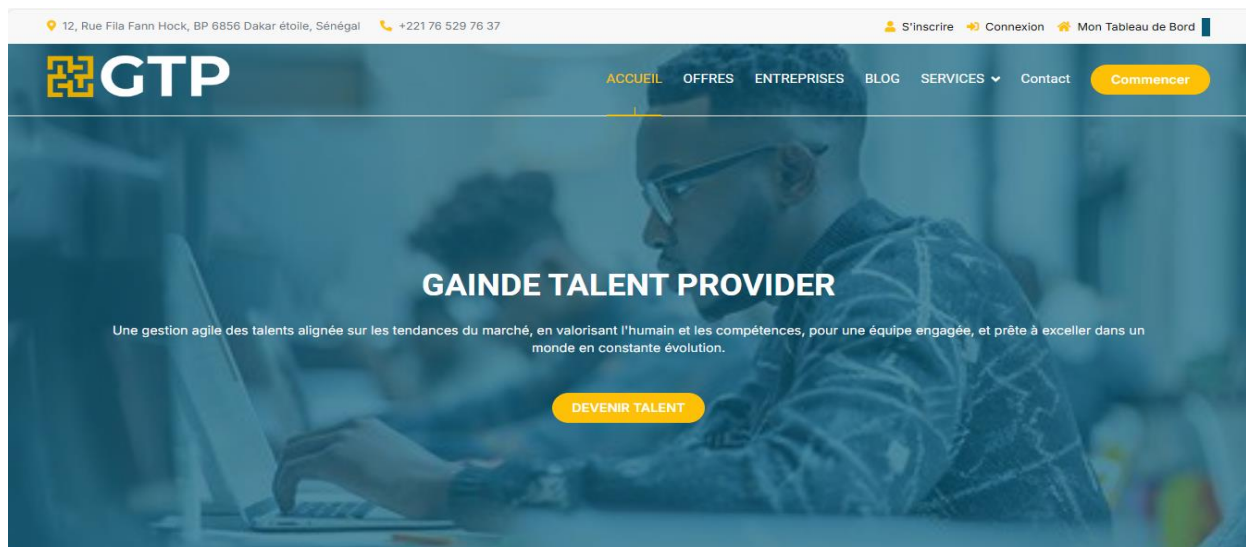 12, Rue Fila Fann Hock, BP 6856 Dakar étoile, Sénégal +221 76 529 76 37 S'inscrire Connexion Mon Tableau de Bord
GTP ACCUEIL OFFRES ENTREPRISES BLOG SERVICES Contact Commencer
GAINDE TALENT PROVIDER
Une gestion agile des talents alignée sur les tendances du marché, en valorisant l'humain et les compétences, pour une équipe engagée, et prête à exceller dans un
monde en constante évolution.
DEVENIR TALENT